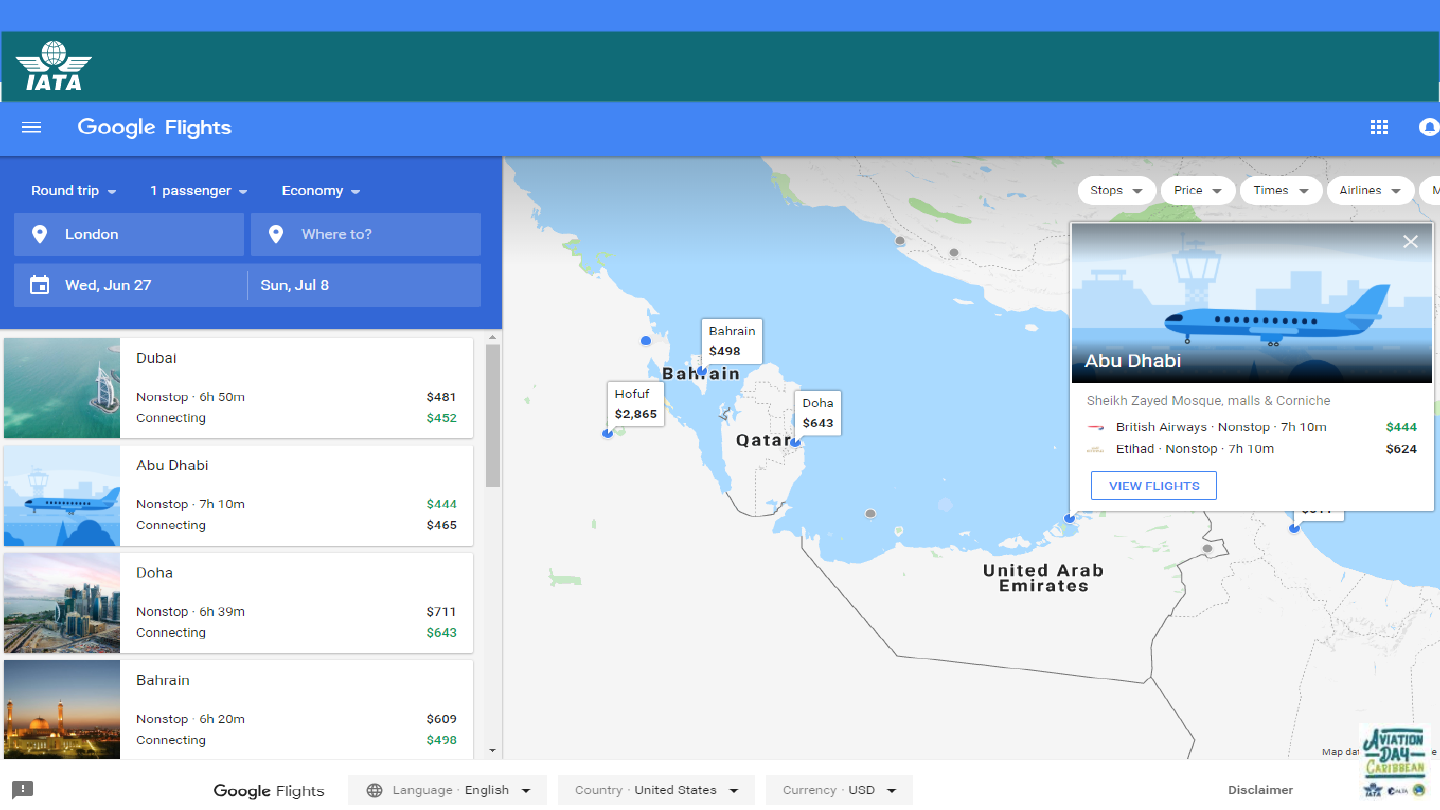 IATA
Google Flights
Round trip
1 passenger
Economy
Stops
Price
Times
Airlines
M
London
Where to?
Wed, Jun 27
Sun, Jul 8
Dubai
Nonstop · 6h 50m $481
Connecting $452
Abu Dhabi
Nonstop · 7h 10m $444
Connecting $465
Doha
Nonstop · 6h 39m $711
Connecting $643
Bahrain
Nonstop · 6h 20m $609
Connecting $498
Bahrain
$498
Bahrain
Hofuf
$2,865
Doha
$643
Qatar
United Arab
Emirates
Abu Dhabi
Sheikh Zayed Mosque, malls & Corniche
British Airways · Nonstop · 7h 10m $444
Etihad · Nonstop · 7h 10m $624
VIEW FLIGHTS
Map dat
AVIATION
DAY
CARIBBEAN
IATA
Google Flights
Language · English
Country · United States
Currency · USD
Disclaimer